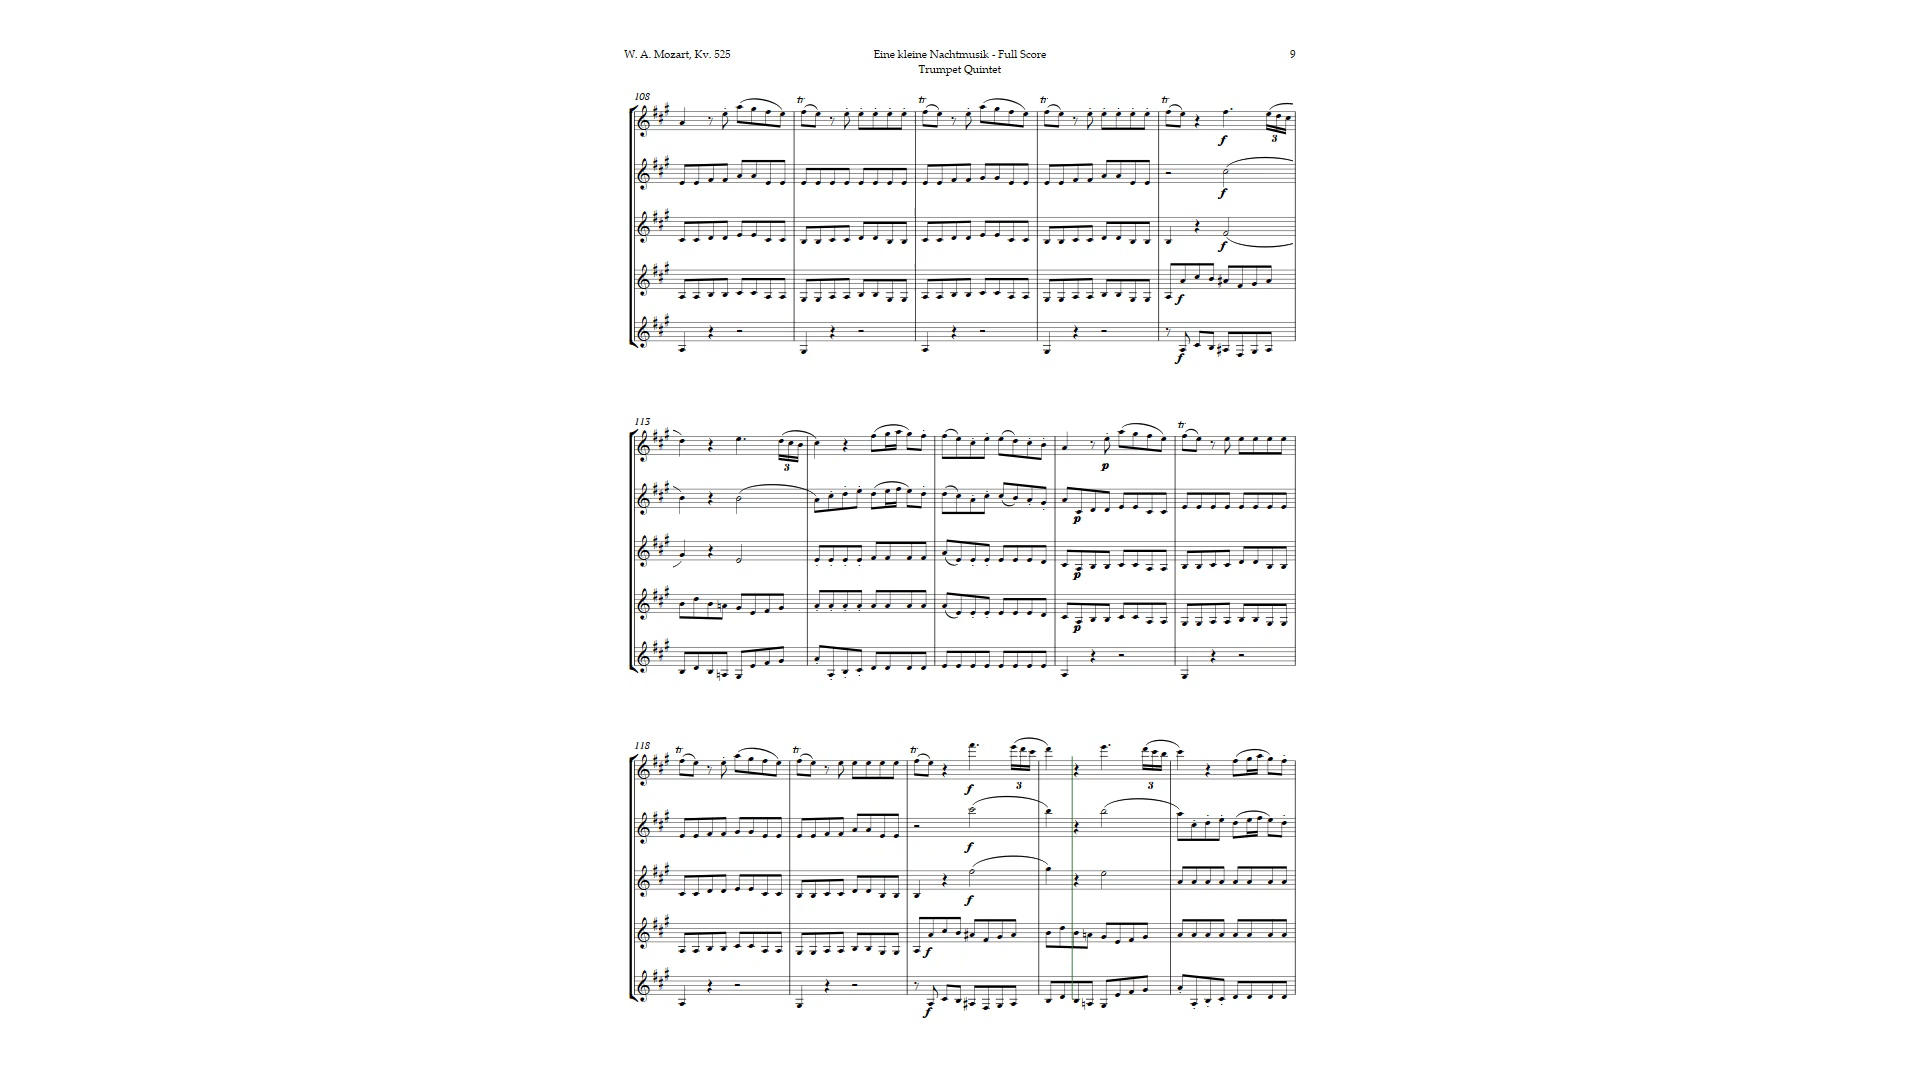 W. A. Mozart, Kv. 525 Eine kleine Nachtmusik - Full Score 9
Trumpet Quintet
108
tr tr tr tr
f 3
f
f
f
f
113
tr
3 p
p
p
p
118
tr tr tr
f 3 3
f
f
f
f